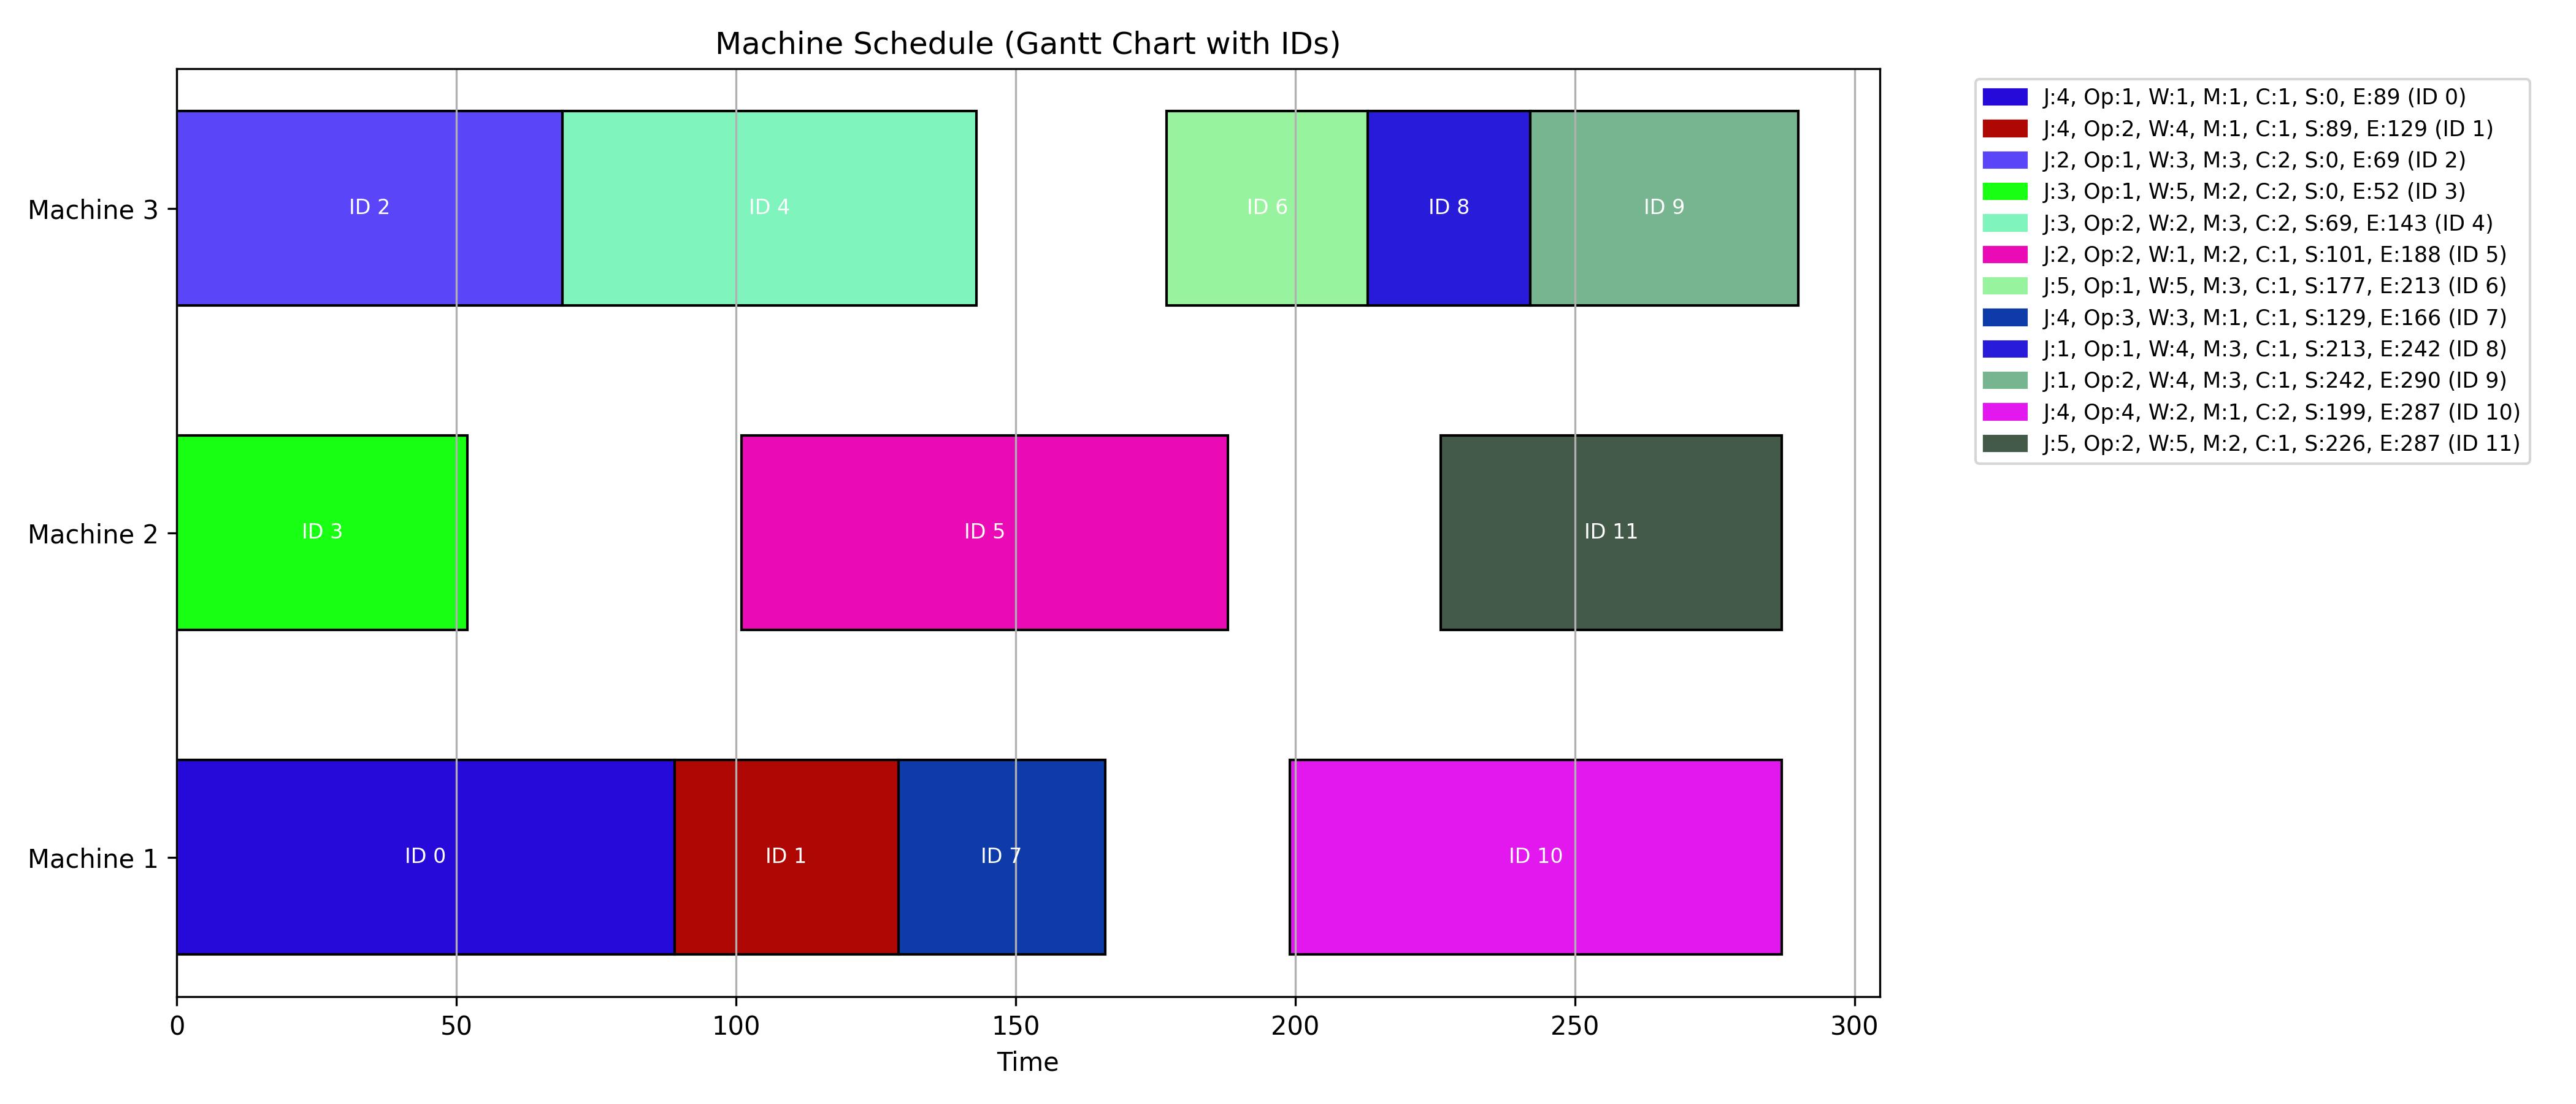 Machine Schedule (Gantt Chart with IDs)
Machine 3
ID 2
ID 4
ID 6
ID 8
ID 9
Machine 2
ID 3
ID 5
ID 11
Machine 1
ID 0
ID 1
ID 7
ID 10
0 50 100 150 200 250 300
Time
J:4, Op:1, W:1, M:1, C:1, S:0, E:89 (ID 0)
J:4, Op:2, W:4, M:1, C:1, S:89, E:129 (ID 1)
J:2, Op:1, W:3, M:3, C:2, S:0, E:69 (ID 2)
J:3, Op:1, W:5, M:2, C:2, S:0, E:52 (ID 3)
J:3, Op:2, W:2, M:3, C:2, S:69, E:143 (ID 4)
J:2, Op:2, W:1, M:2, C:1, S:101, E:188 (ID 5)
J:5, Op:1, W:5, M:3, C:1, S:177, E:213 (ID 6)
J:4, Op:3, W:3, M:1, C:1, S:129, E:166 (ID 7)
J:1, Op:1, W:4, M:3, C:1, S:213, E:242 (ID 8)
J:1, Op:2, W:4, M:3, C:1, S:242, E:290 (ID 9)
J:4, Op:4, W:2, M:1, C:2, S:199, E:287 (ID 10)
J:5, Op:2, W:5, M:2, C:1, S:226, E:287 (ID 11)